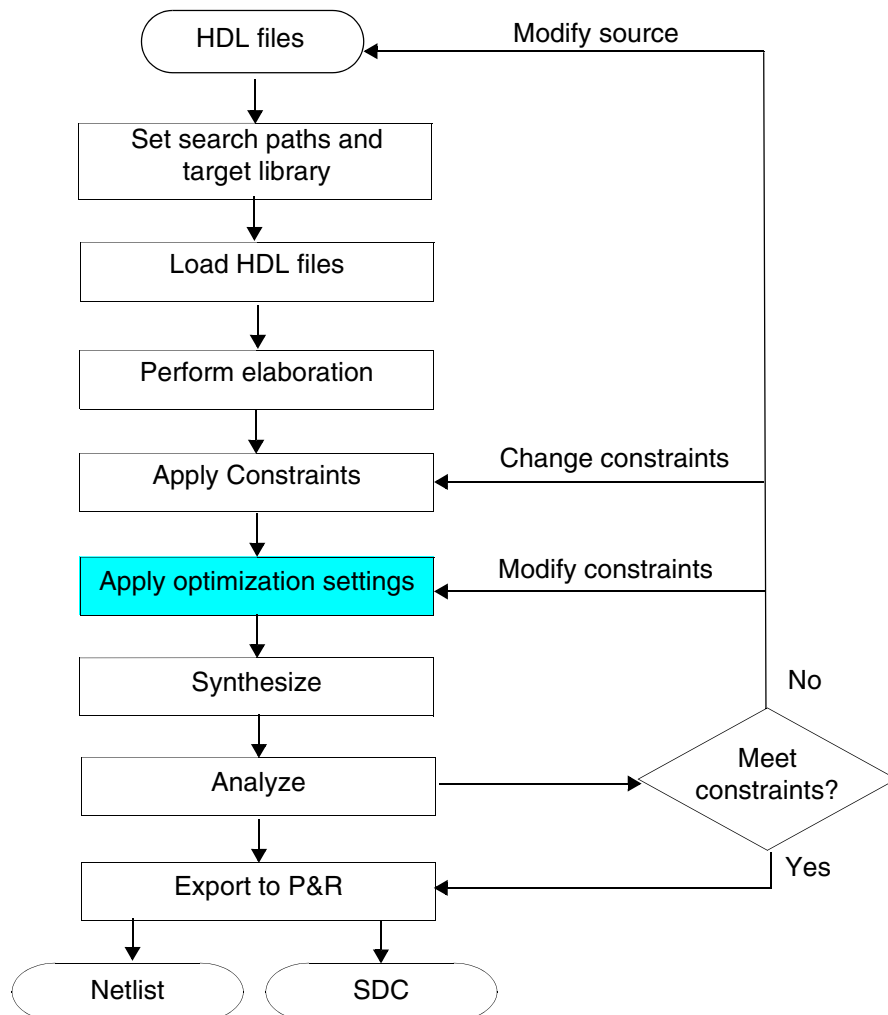 HDL files
Modify source
Set search paths and
target library
Load HDL files
Perform elaboration
Apply Constraints
Change constraints
Apply optimization settings
Modify constraints
Synthesize
No
Analyze
Meet
constraints?
Yes
Export to P&R
Netlist
SDC